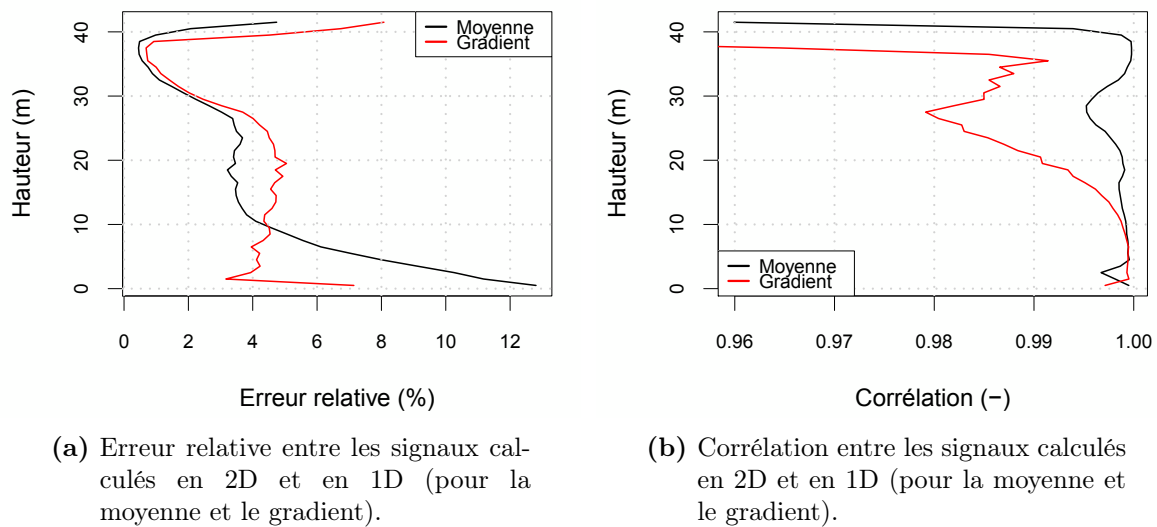 Moyenne
Gradient
Hauteur (m)
40
30
20
10
0
0 2 4 6 8 10 12
Erreur relative (%)
(a) Erreur relative entre les signaux cal-
culés en 2D et en 1D (pour la
moyenne et le gradient).
Hauteur (m)
40
30
20
10
0
Moyenne
Gradient
0.96 0.97 0.98 0.99 1.00
Corrélation (−)
(b) Corrélation entre les signaux calculés
en 2D et en 1D (pour la moyenne et
le gradient).